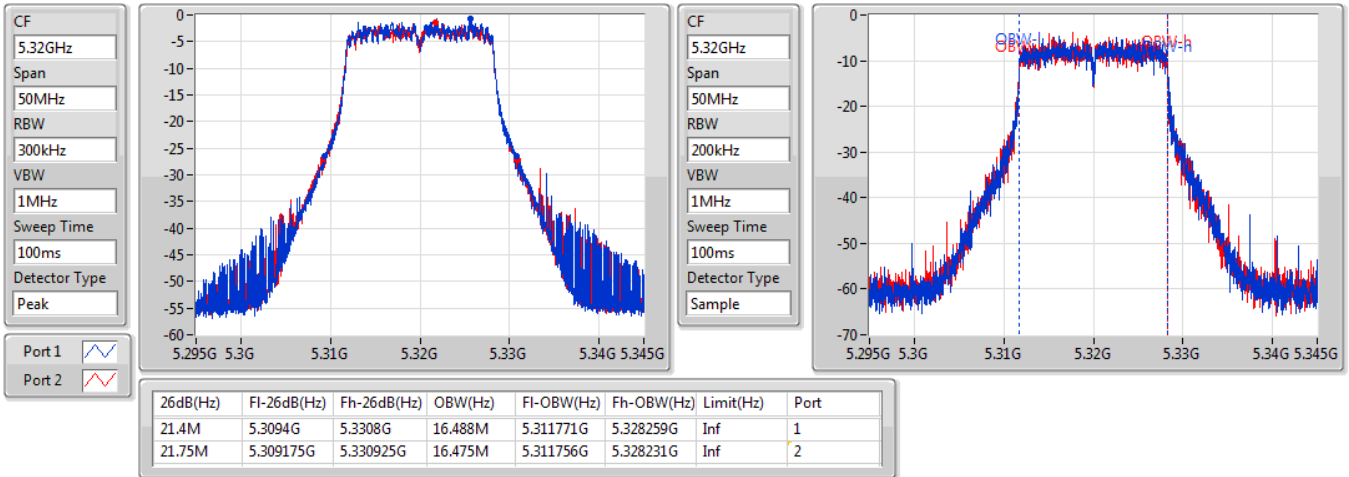 CF
5.32GHz
Span
50MHz
RBW
300kHz
VBW
1MHz
Sweep Time
100ms
Detector Type
Peak
Port 1
Port 2
0
-5
-10
-15
-20
-25
-30
-35
-40
-45
-50
-55
-60
5.295G 5.3G 5.31G 5.32G 5.33G 5.34G 5.345G
CF
5.32GHz
Span
50MHz
RBW
200kHz
VBW
1MHz
Sweep Time
100ms
Detector Type
Sample
0
-10
-20
-30
-40
-50
-60
-70
OBW-h
5.295G 5.3G 5.31G 5.32G 5.33G 5.34G 5.345G
26dB(Hz) Fl-26dB(Hz) Fh-26dB(Hz) OBW(Hz) Fl-OBW(Hz) Fh-OBW(Hz) Limit(Hz) Port
21.4M 5.3094G 5.3308G 16.488M 5.311771G 5.328259G Inf 1
21.75M 5.309175G 5.330925G 16.475M 5.311756G 5.328231G Inf 2